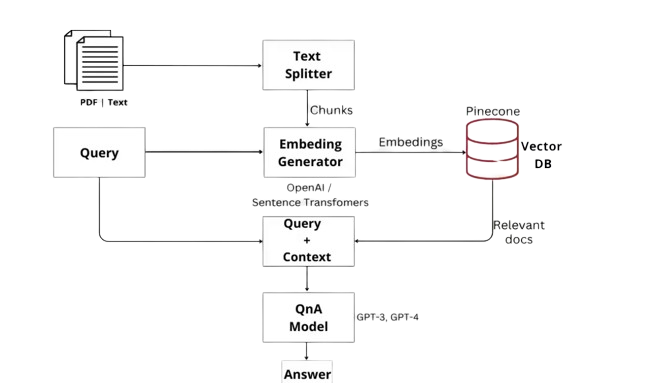 Text
Splitter
PDF | Text
Chunks
Pinecone
Query
Embeding
Generator
Embedings
Vector
DB
OpenAI /
Sentence Transfomers
Query
+
Context
Relevant
docs
QnA
Model
GPT-3, GPT-4
Answer